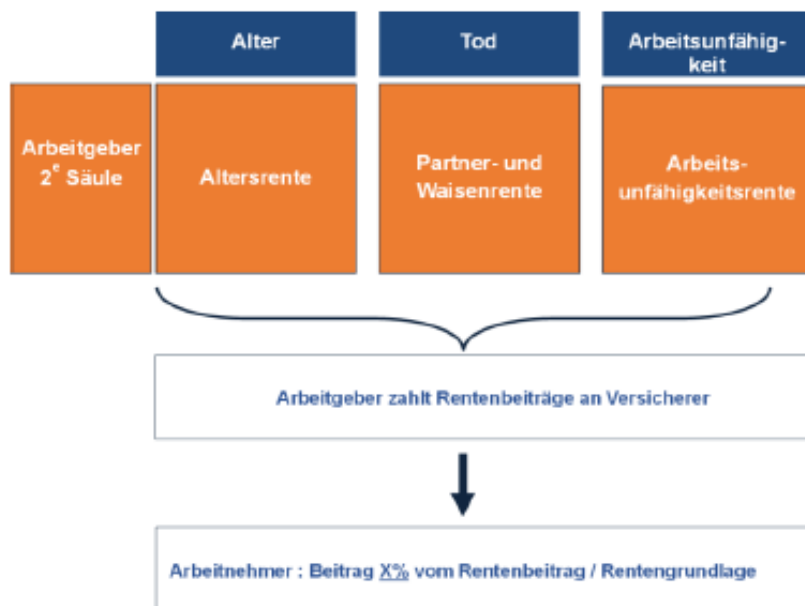 Alter
Tod
Arbeitsunfähig-
keit
Arbeitgeber
2e Säule
Altersrente
Partner- und
Waisenrente
Arbeits-
unfähigkeitsrente
Arbeitgeber zahlt Rentenbeiträge an Versicherer
Arbeitnehmer : Beitrag X% vom Rentenbeitrag / Rentengrundlage